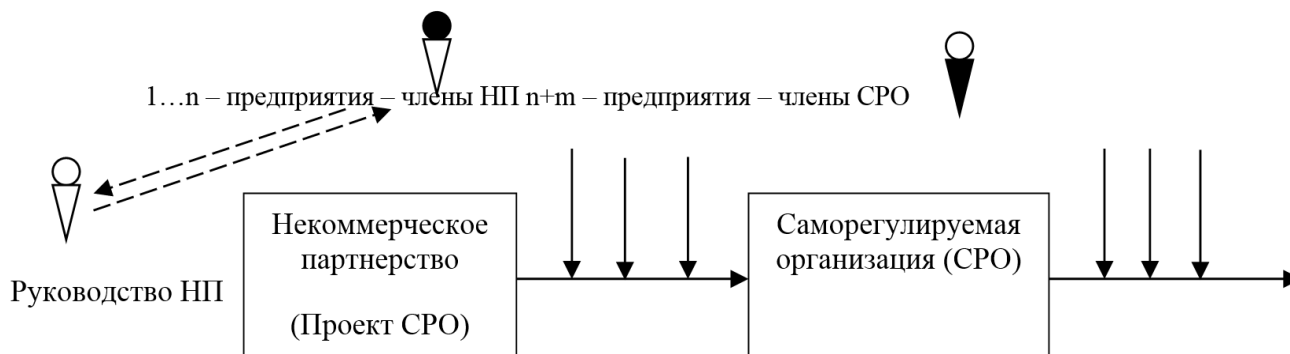 1…n – предприятия – члены НП n+m – предприятия – члены СРО
Некоммерческое
партнерство
(Проект СРО)
Саморегулируемая
организация (СРО)
Руководство НП